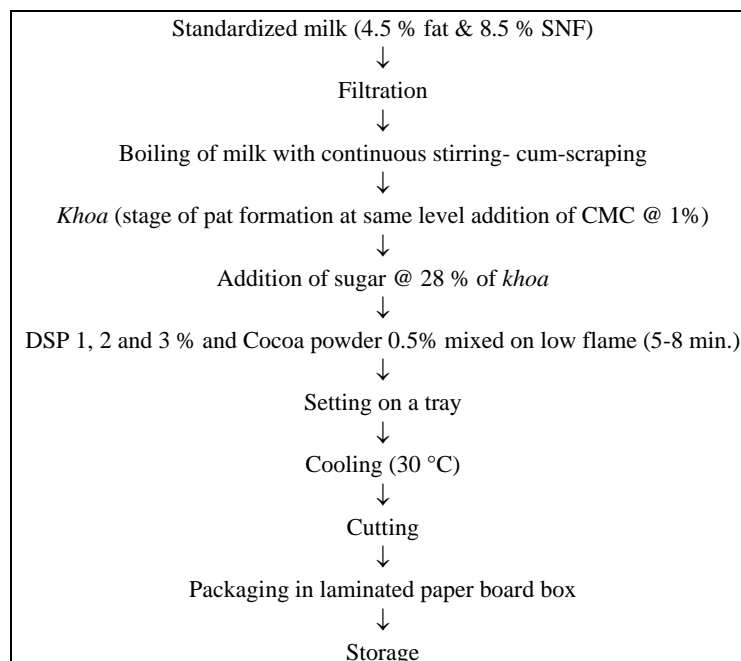 Standardized milk (4.5 % fat & 8.5 % SNF)
↓
Filtration
↓
Boiling of milk with continuous stirring- cum-scraping
↓
Khoa (stage of pat formation at same level addition of CMC @ 1%)
↓
Addition of sugar @ 28 % of khoa
↓
DSP 1, 2 and 3 % and Cocoa powder 0.5% mixed on low flame (5-8 min.)
↓
Setting on a tray
↓
Cooling (30 °C)
↓
Cutting
↓
Packaging in laminated paper board box
↓
Storage